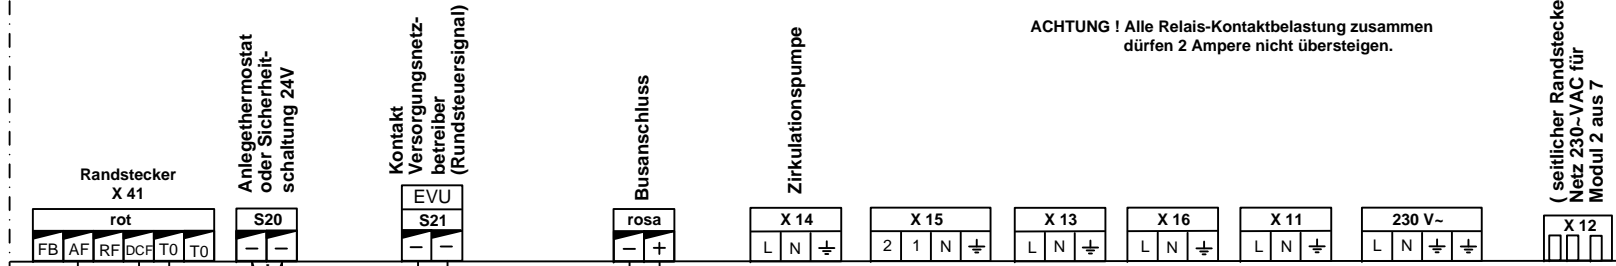 ACHTUNG ! Alle Relais-Kontaktbelastung zusammen
dürfen 2 Ampere nicht übersteigen.
Randstecker
X 41
rot
FB AF RF DCF T0 T0
Anlegethermostat
oder Sicherheit-
schaltung 24V
S20
− −
Kontakt
Versorgungsnetz-
betreiber
(Rundsteuersignal)
EVU
S21
− −
Busanschluss
rosa
− +
Zirkulationspumpe
X 14
L N
X 15
2 1 N
X 13
L N
X 16
L N
X 11
L N
230 V~
L N
( seitlicher Randstecke
Netz 230~VAC für
Modul 2 aus 7
X 12